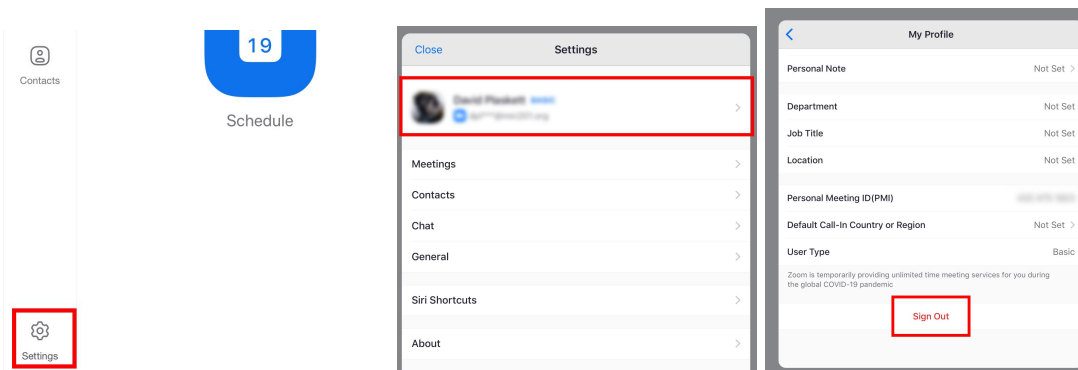 Contacts
Settings
19
Schedule
Close
Settings
Meetings
Contacts
Chat
General
Siri Shortcuts
About
My Profile
Personal Note Not Set
Department Not Set
Job Title Not Set
Location Not Set
Personal Meeting ID(PMI)
Default Call-In Country or Region Not Set
User Type Basic
Zoom is temporarily providing unlimited time meeting services for you during
the global COVID-19 pandemic
Sign Out